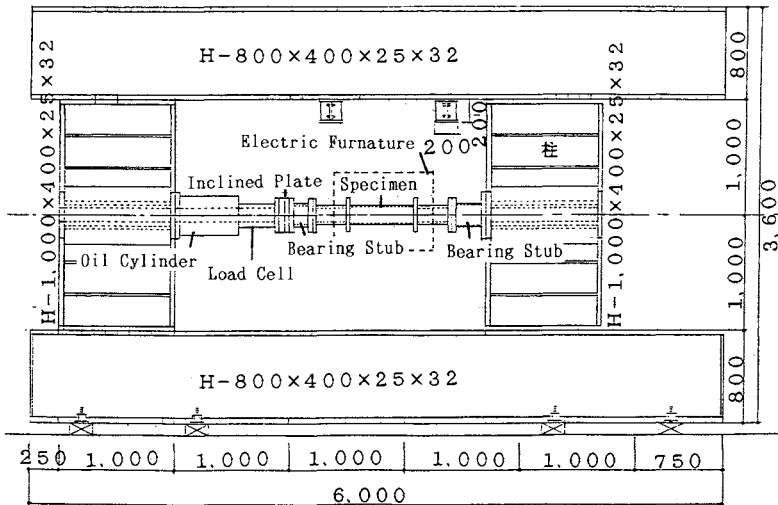 H-800×400×25×32
800
H-1,000×400×25×32
H-1,000×400×25×32
200
200
Electric Furnature
柱
1,000
Inclined Plate
Specimen
3,600
Bearing Stub
Bearing Stub
Oil Cylinder
Load Cell
1,000
H-800×400×25×32
800
250
1,000
1,000
1,000
1,000
1,000
750
6,000